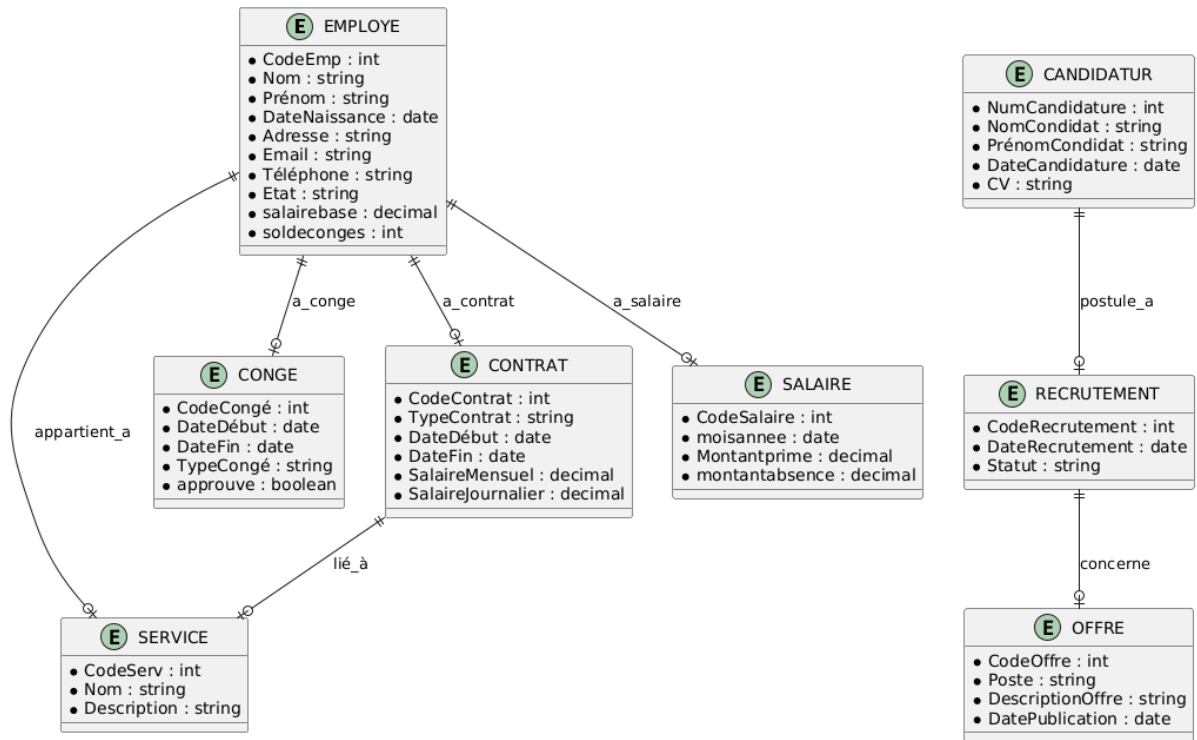 E EMPLOYE
CodeEmp : int
Nom : string
Prénom : string
DateNaissance : date
Adresse : string
Email : string
Téléphone : string
Etat : string
salairebase : decimal
soldeconges : int
E CANDIDATUR
NumCandidature : int
NomCondidat : string
PrénomCondidat : string
DateCandidature : date
CV : string
a_conge
a_contrat
a_salaire
postule_a
appartient_a
E CONGE
CodeCongé : int
DateDébut : date
DateFin : date
TypeCongé : string
approuve : boolean
E CONTRAT
CodeContrat : int
TypeContrat : string
DateDébut : date
DateFin : date
SalaireMensuel : decimal
SalaireJournalier : decimal
E SALAIRE
CodeSalaire : int
moisannee : date
Montantprime : decimal
montantabsence : decimal
E RECRUTEMENT
CodeRecrutement : int
DateRecrutement : date
Statut : string
lié_à
concerne
E SERVICE
CodeServ : int
Nom : string
Description : string
E OFFRE
CodeOffre : int
Poste : string
DescriptionOffre : string
DatePublication : date